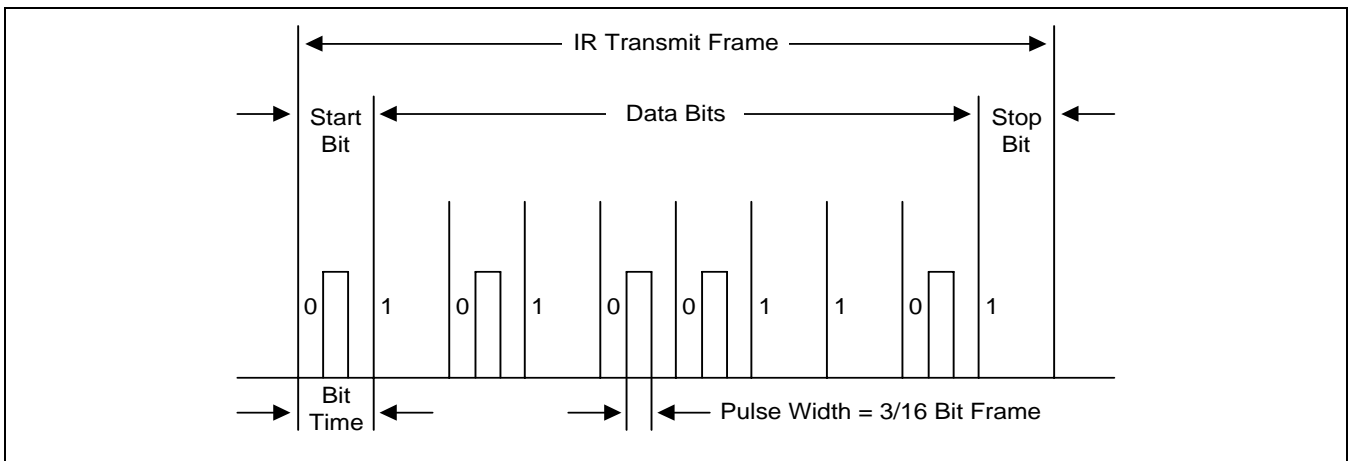 IR Transmit Frame
Start
Bit
Data Bits
Stop
Bit
0 1 0 1 0 0 1 1 0 1
Bit
Time
Pulse Width = 3/16 Bit Frame